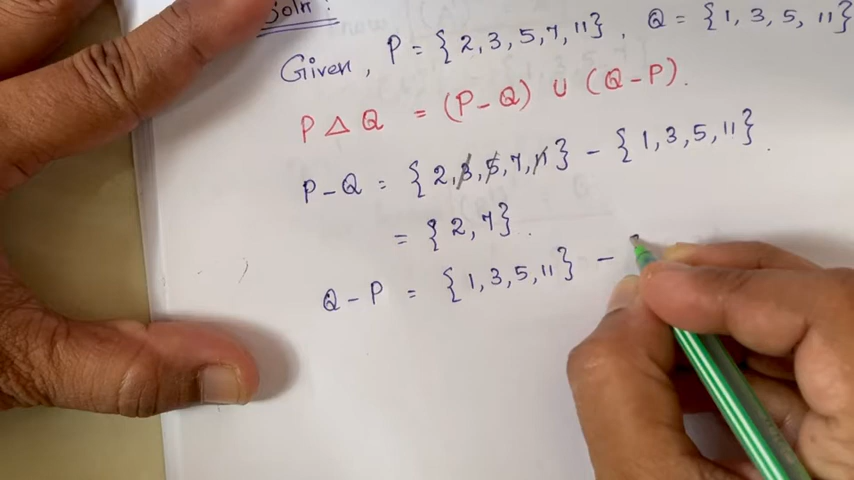 Soln:
Given, P = {2, 3, 5, 7, 11}, Q = {1, 3, 5, 11}
P △ Q = (P - Q) ∪ (Q - P).
P - Q = {2, 3, 5, 7, 11} - {1, 3, 5, 11}.
= {2, 7}.
Q - P = {1, 3, 5, 11} -